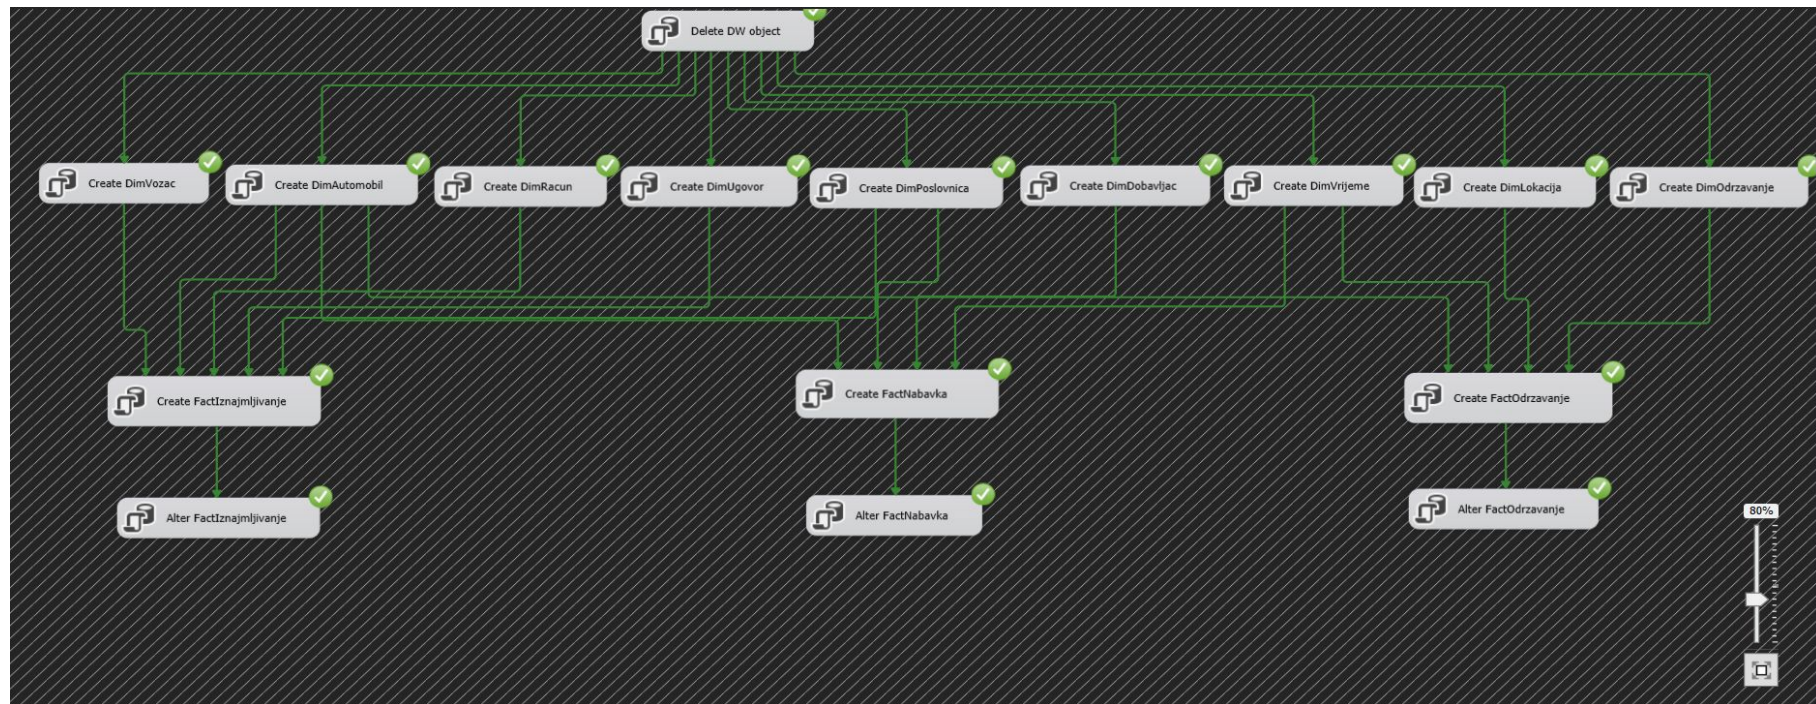 Delete DW object
Create DimVozac
Create DimAutomobil
Create DimRacun
Create DimUgovor
Create DimPoslovnica
Create DimDobavljac
Create DimVrijeme
Create DimLokacija
Create DimOdrzavanje
Create FactIznajmljivanje
Create FactNabavka
Create FactOdrzavanje
Alter FactIznajmljivanje
Alter FactNabavka
Alter FactOdrzavanje
80%